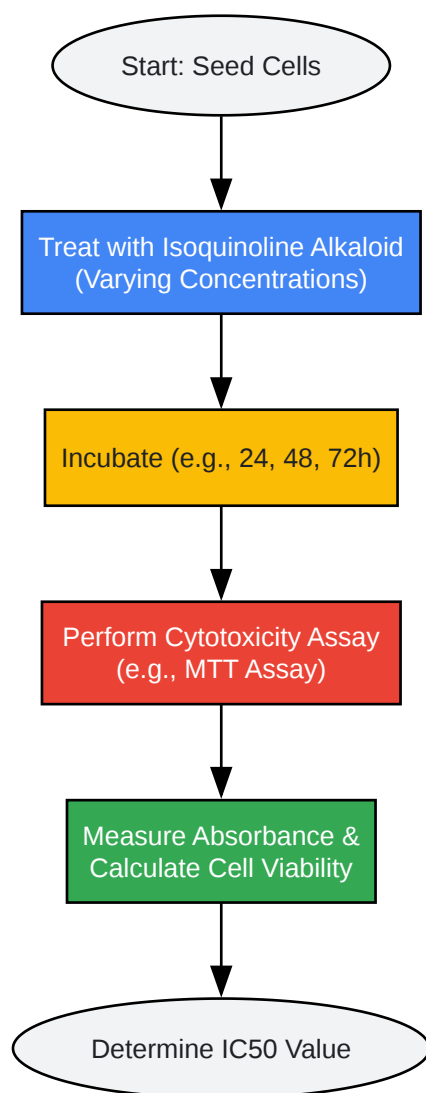 Start: Seed Cells
Treat with Isoquinoline Alkaloid
(Varying Concentrations)
Incubate (e.g., 24, 48, 72h)
Perform Cytotoxicity Assay
(e.g., MTT Assay)
Measure Absorbance &
Calculate Cell Viability
Determine IC50 Value